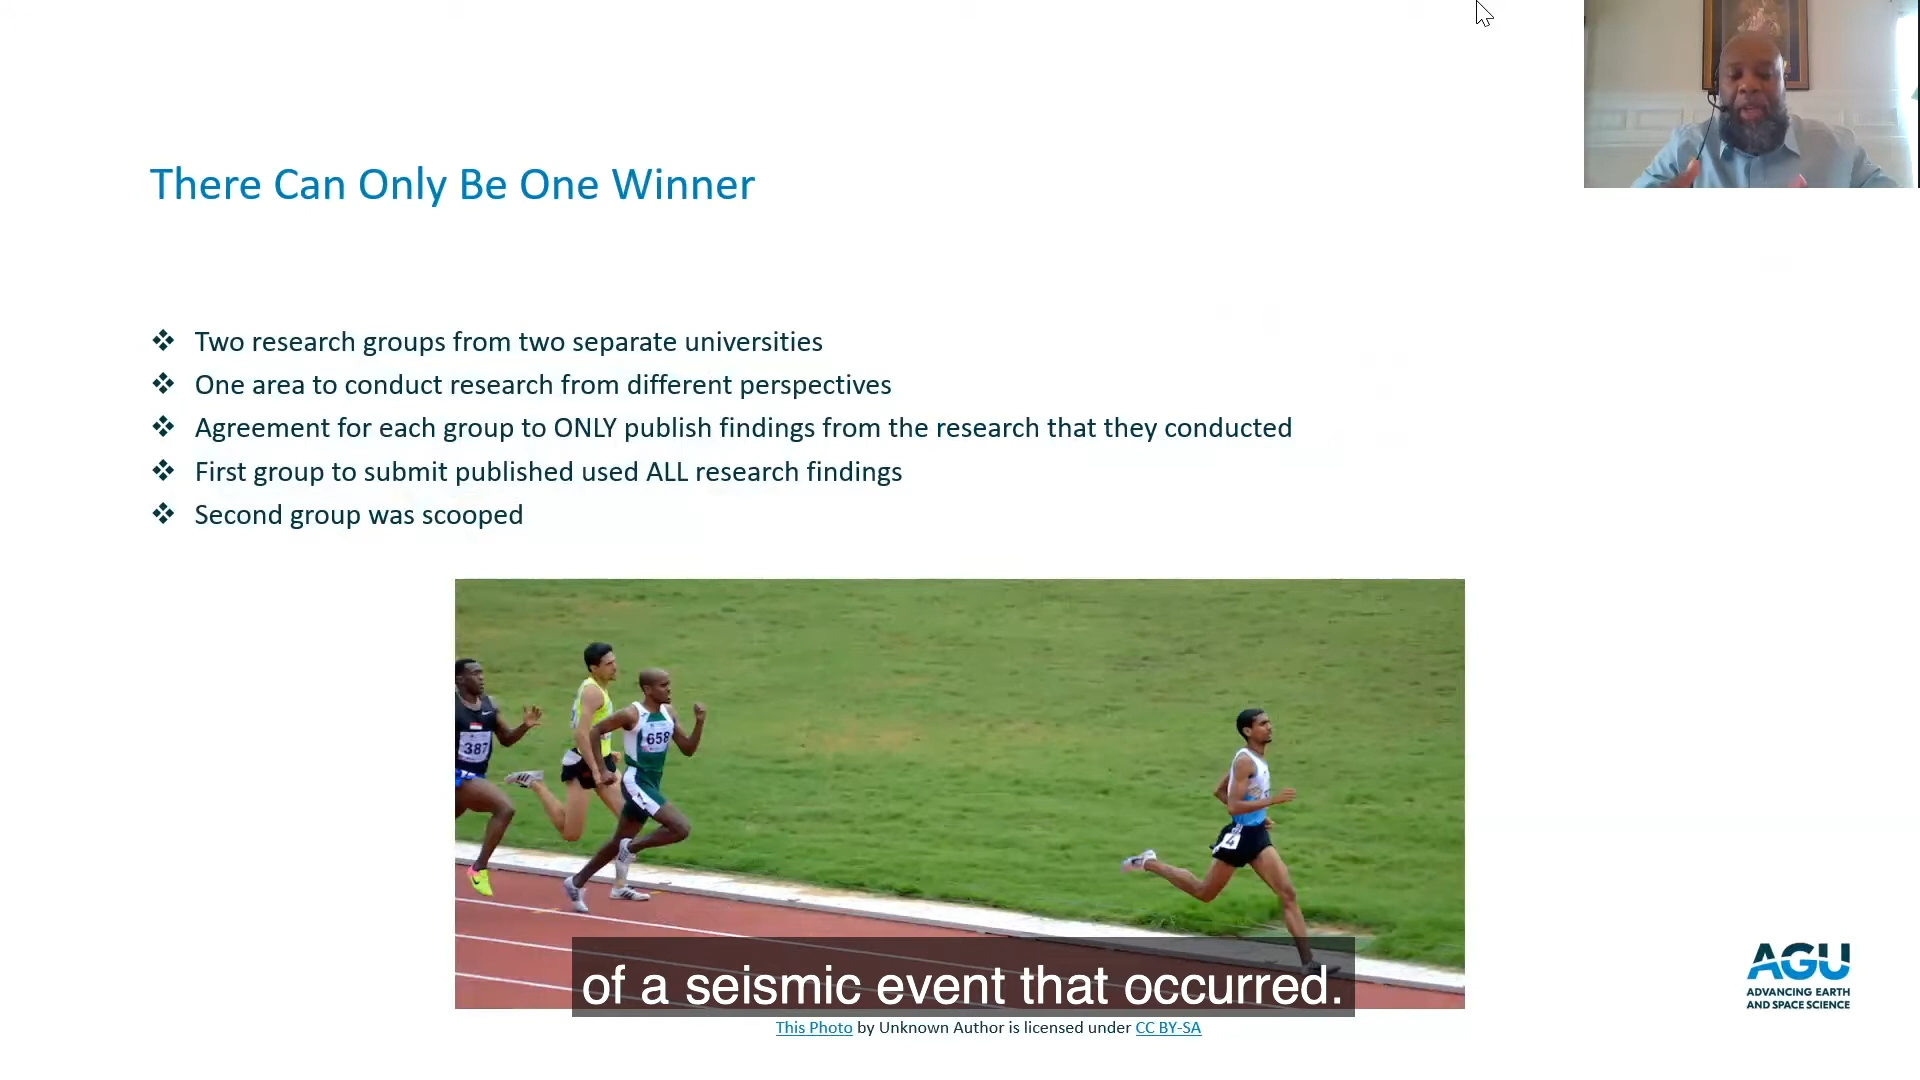 There Can Only Be One Winner
❖ Two research groups from two separate universities
❖ One area to conduct research from different perspectives
❖ Agreement for each group to ONLY publish findings from the research that they conducted
❖ First group to submit published used ALL research findings
❖ Second group was scooped
387
658
4
of a seismic event that occurred.
This Photo by Unknown Author is licensed under CC BY-SA
AGU
ADVANCING EARTH
AND SPACE SCIENCE